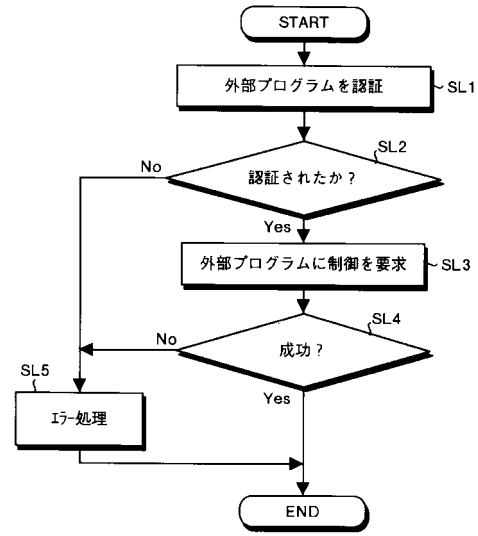 START
外部プログラムを認証
SL1
SL2
認証されたか?
No
Yes
外部プログラムに制御を要求
SL3
SL4
成功?
No
Yes
SL5
エラー処理
END